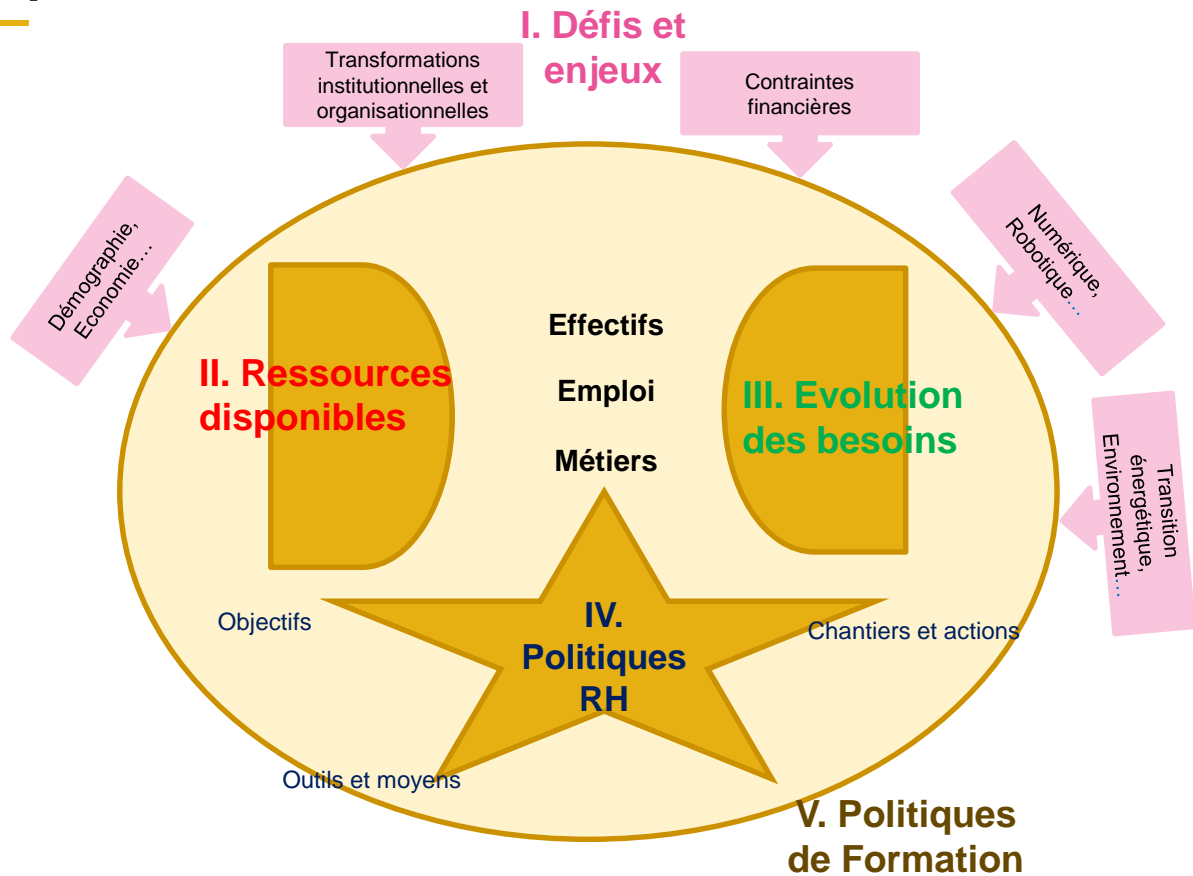 I. Défis et
enjeux
Transformations
institutionnelles et
organisationnelles
Contraintes
financières
Démographie,
Economie…
Numérique,
Robotique…
Transition
énergétique,
Environnement…
Effectifs
Emploi
Métiers
II. Ressources
disponibles
III. Evolution
des besoins
Objectifs
IV.
Politiques
RH
Chantiers et actions
Outils et moyens
V. Politiques
de Formation